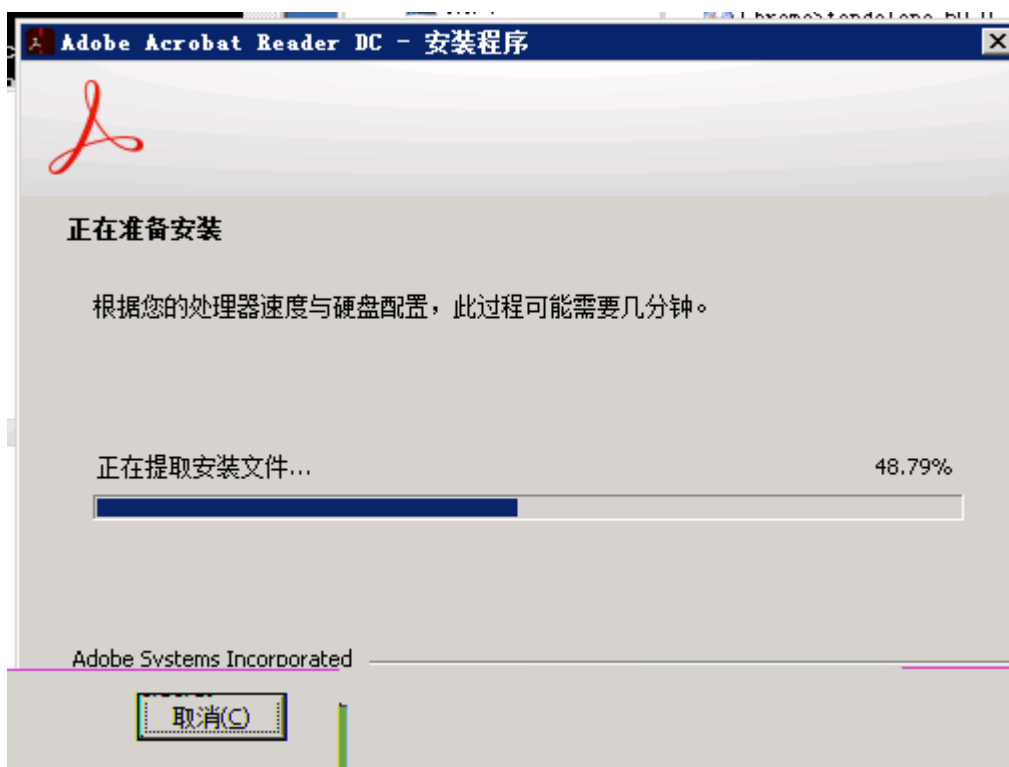 Adobe Acrobat Reader DC - 安装程序
正在准备安装
根据您的处理器速度与硬盘配置，此过程可能需要几分钟。
正在提取安装文件... 48.79%
Adobe Systems Incorporated
取消(C)